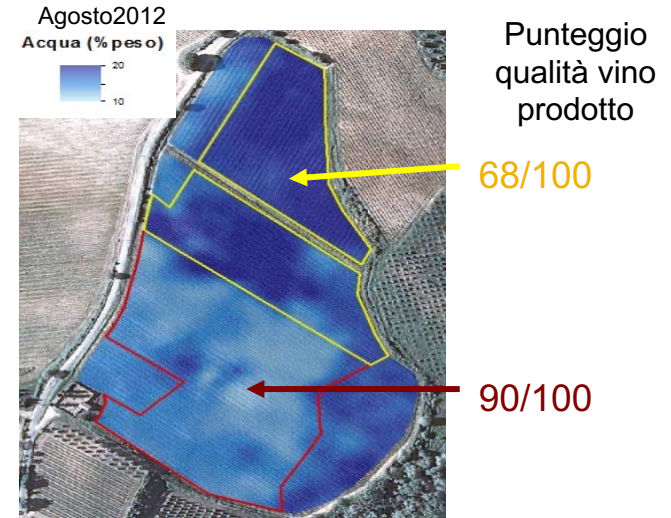 Agosto2012
Acqua (% peso)
20
10
Punteggio
qualità vino
prodotto
68/100
90/100